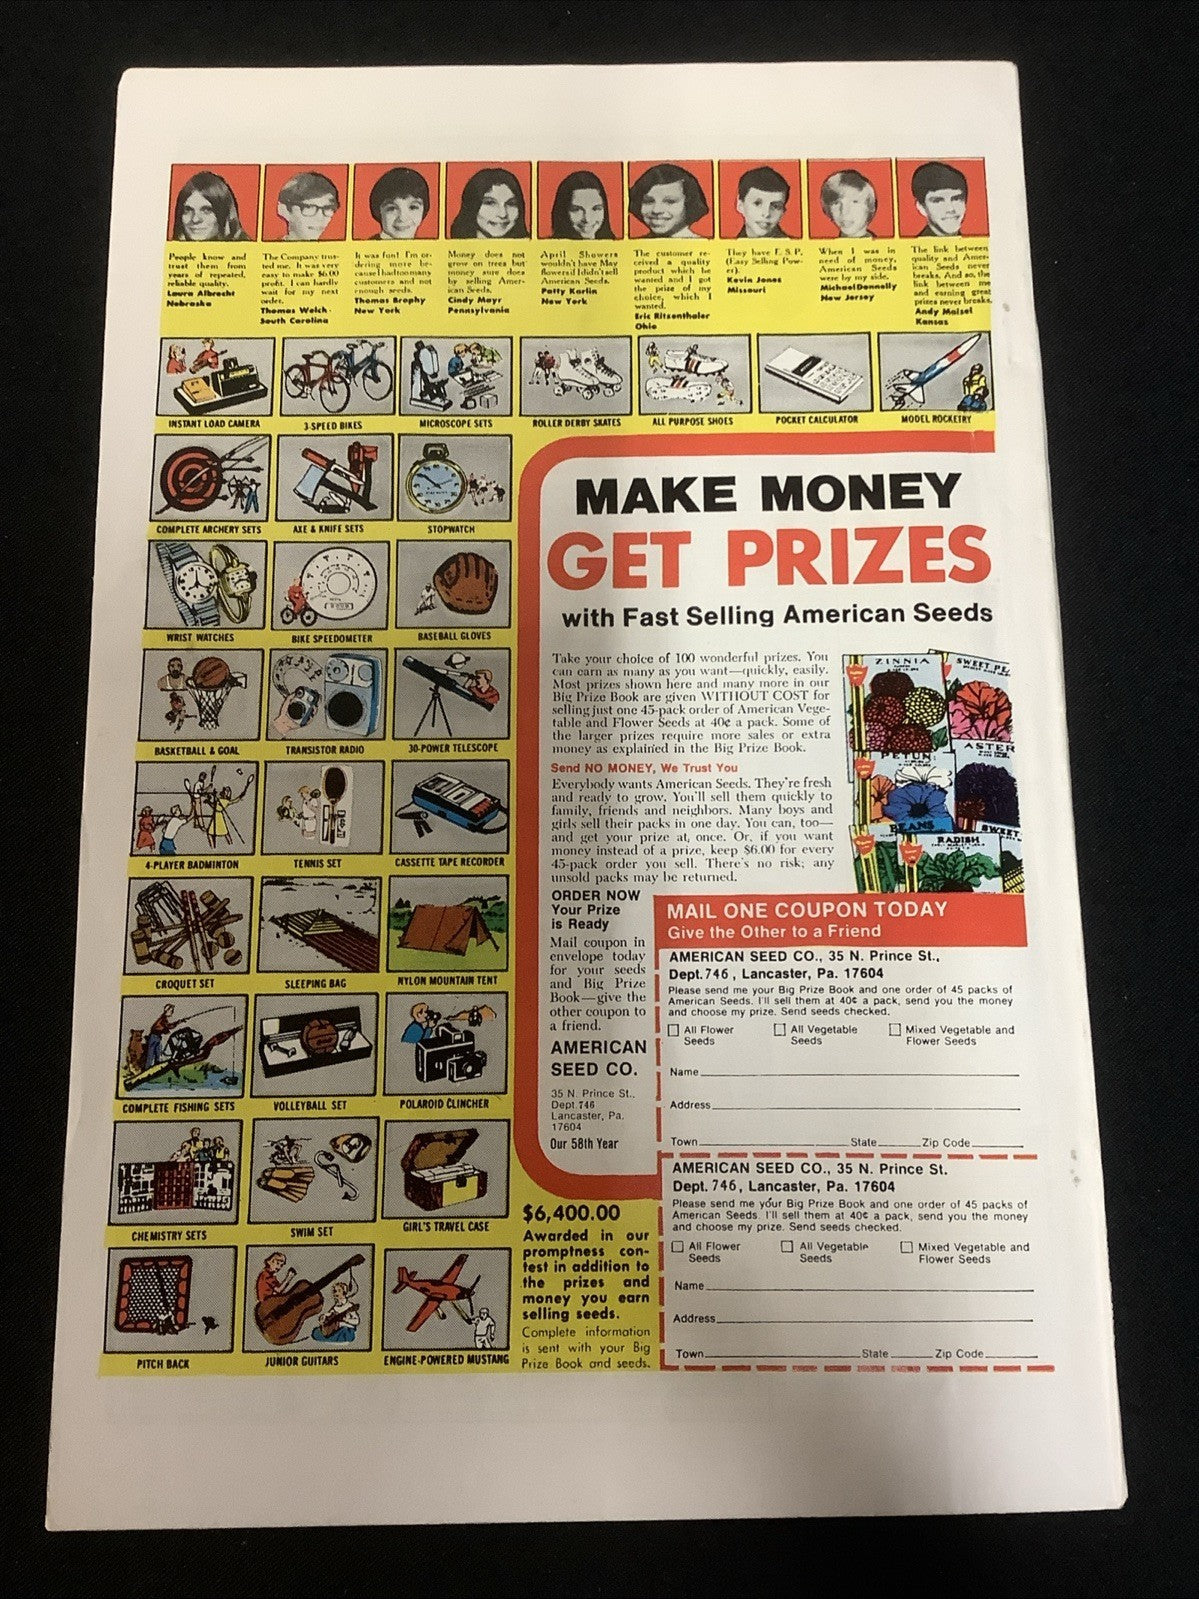 People know and
trust them from
years of repeated,
reliable quality.
Laura Albrecht
Nebraska
The Company trus-
ted me. It was very
easy to make $6.00
profit. I can hardly
wait for my next
order.
Thomas Welch
South Carolina
It was fun! I'm or-
dering more be-
cause I had too many
customers and not
enough seeds.
Thomas Brophy
New York
Money does not
grow on trees but
money sure does
by selling Amer-
ican Seeds.
Cindy Mayr
Pennsylvania
April Showers
wouldn't have May
flowers if I didn't sell
American Seeds.
Patty Karlin
New York
The customer re-
ceived a quality
product which he
wanted and I got
the prize of my
choice, which I
wanted.
Eric Ritzenthaler
Ohio
They have E.S.P.
(Easy Selling Pow-
er).
Kevin Jones
Missouri
When I was in
need of money,
American Seeds
were by my side.
Michael Donnelly
New Jersey
The link between
quality and Amer-
ican Seeds never
breaks. And so, the
link between me
and earning great
prizes never breaks.
Andy Maisel
Kansas
INSTANT LOAD CAMERA
3-SPEED BIKES
MICROSCOPE SETS
ROLLER DERBY SKATES
ALL PURPOSE SHOES
POCKET CALCULATOR
MODEL ROCKETRY
COMPLETE ARCHERY SETS
AXE & KNIFE SETS
STOPWATCH
WRIST WATCHES
BIKE SPEEDOMETER
BASEBALL GLOVES
BASKETBALL & GOAL
TRANSISTOR RADIO
30-POWER TELESCOPE
4-PLAYER BADMINTON
TENNIS SET
CASSETTE TAPE RECORDER
CROQUET SET
SLEEPING BAG
NYLON MOUNTAIN TENT
COMPLETE FISHING SETS
VOLLEYBALL SET
POLAROID CLINCHER
CHEMISTRY SETS
SWIM SET
GIRL'S TRAVEL CASE
PITCH BACK
JUNIOR GUITARS
ENGINE-POWERED MUSTANG
MAKE MONEY
GET PRIZES
with Fast Selling American Seeds
Take your choice of 100 wonderful prizes. You
can earn as many as you want—quickly, easily.
Most prizes shown here and many more in our
Big Prize Book are given WITHOUT COST for
selling just one 45-pack order of American Vege-
table and Flower Seeds at 40¢ a pack. Some of
the larger prizes require more sales or extra
money as explained in the Big Prize Book.
Send NO MONEY, We Trust You
Everybody wants American Seeds. They're fresh
and ready to grow. You'll sell them quickly to
family, friends and neighbors. Many boys and
girls sell their packs in one day. You can, too—
and get your prize at once. Or, if you want
money instead of a prize, keep $6.00 for every
45-pack order you sell. There's no risk; any
unsold packs may be returned.
ZINNIA
SWEET PEA
PETUN
ASTER
BEANS
SWEET
RADISH
ORDER NOW
Your Prize
is Ready
Mail coupon in
envelope today
for your seeds
and Big Prize
Book—give the
other coupon to
a friend.
AMERICAN
SEED CO.
35 N. Prince St.,
Dept. 746
Lancaster, Pa.
17604
Our 58th Year
$6,400.00
Awarded in our
promptness con-
test in addition to
the prizes and
money you earn
selling seeds.
Complete information
is sent with your Big
Prize Book and seeds.
MAIL ONE COUPON TODAY
Give the Other to a Friend
AMERICAN SEED CO., 35 N. Prince St.,
Dept. 746, Lancaster, Pa. 17604
Please send me your Big Prize Book and one order of 45 packs of
American Seeds. I'll sell them at 40¢ a pack, send you the money
and choose my prize. Send seeds checked.
All Flower Seeds
All Vegetable Seeds
Mixed Vegetable and Flower Seeds
Name
Address
Town State Zip Code
AMERICAN SEED CO., 35 N. Prince St.
Dept. 746, Lancaster, Pa. 17604
Please send me your Big Prize Book and one order of 45 packs of
American Seeds. I'll sell them at 40¢ a pack, send you the money
and choose my prize. Send seeds checked.
All Flower Seeds
All Vegetable Seeds
Mixed Vegetable and Flower Seeds
Name
Address
Town State Zip Code